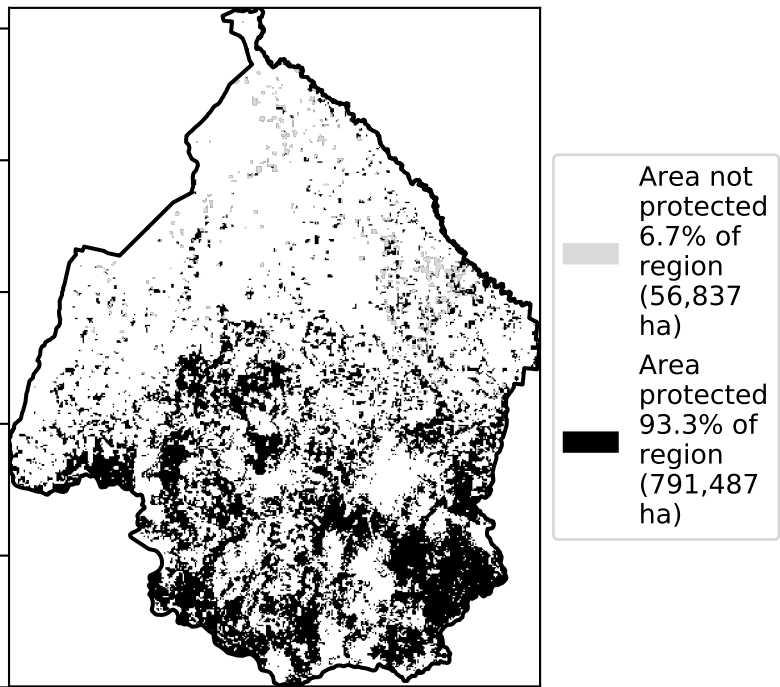 Area not
protected
6.7% of
region
(56,837
ha)
Area
protected
93.3% of
region
(791,487
ha)